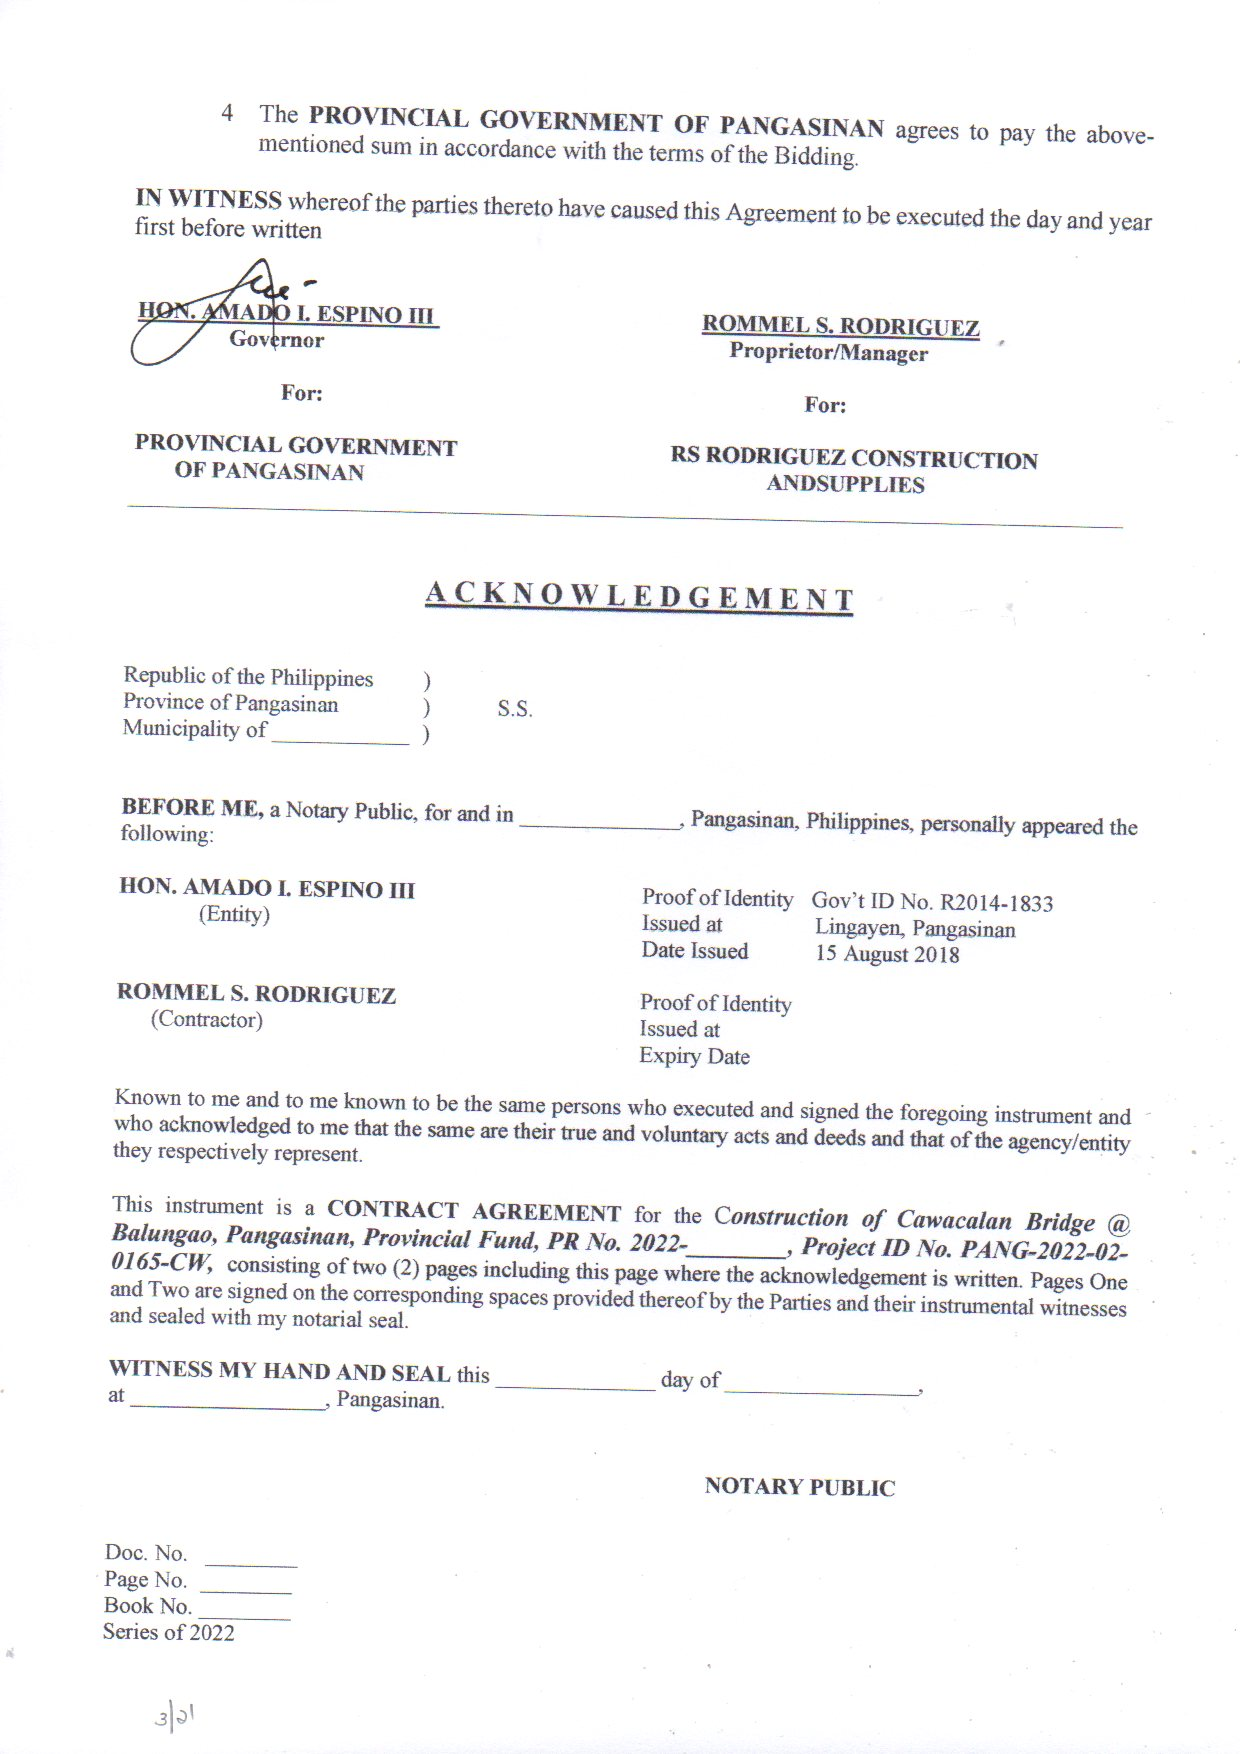 4 The PROVINCIAL GOVERNMENT OF PANGASINAN agrees to pay the above-
mentioned sum in accordance with the terms of the Bidding.
IN WITNESS whereof the parties thereto have caused this Agreement to be executed the day and year
first before written
HON. AMADO I. ESPINO III
Governor
For:
PROVINCIAL GOVERNMENT
OF PANGASINAN
ROMMEL S. RODRIGUEZ
Proprietor/Manager
For:
RS RODRIGUEZ CONSTRUCTION
ANDSUPPLIES
ACKNOWLEDGEMENT
Republic of the Philippines )
Province of Pangasinan ) S.S.
Municipality of ____________ )
BEFORE ME, a Notary Public, for and in ______________, Pangasinan, Philippines, personally appeared the
following:
HON. AMADO I. ESPINO III
(Entity)
Proof of Identity Gov't ID No. R2014-1833
Issued at Lingayen, Pangasinan
Date Issued 15 August 2018
ROMMEL S. RODRIGUEZ
(Contractor)
Proof of Identity
Issued at
Expiry Date
Known to me and to me known to be the same persons who executed and signed the foregoing instrument and
who acknowledged to me that the same are their true and voluntary acts and deeds and that of the agency/entity
they respectively represent.
This instrument is a CONTRACT AGREEMENT for the Construction of Cawacalan Bridge @
Balungao, Pangasinan, Provincial Fund, PR No. 2022-________, Project ID No. PANG-2022-02-
0165-CW, consisting of two (2) pages including this page where the acknowledgement is written. Pages One
and Two are signed on the corresponding spaces provided thereof by the Parties and their instrumental witnesses
and sealed with my notarial seal.
WITNESS MY HAND AND SEAL this ______________ day of _________________,
at _________________, Pangasinan.
NOTARY PUBLIC
Doc. No. ________
Page No. ________
Book No. ________
Series of 2022
3/21